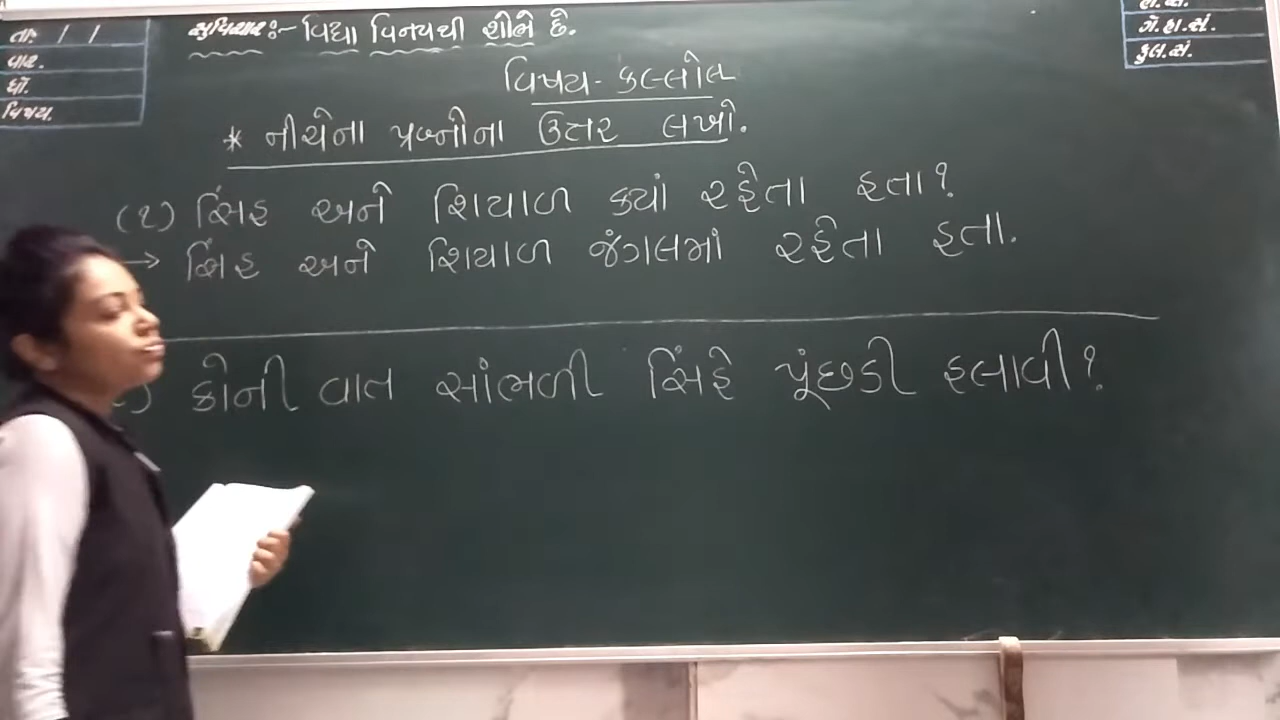 તા. / /
વાર.
ધો.
વિષય.
સુવિચાર:- વિદ્યા વિનયથી શોભે છે.
ગે.હા.સં.
કુલ.સં.
વિષય- કલ્લોલ
* નીચેના પ્રશ્નોના ઉત્તર લખો.
(૧) સિંહ અને શિયાળ ક્યાં રહેતા હતા?
→ સિંહ અને શિયાળ જંગલમાં રહેતા હતા.
કોની વાત સાંભળી સિંહે પૂંછડી હલાવી?